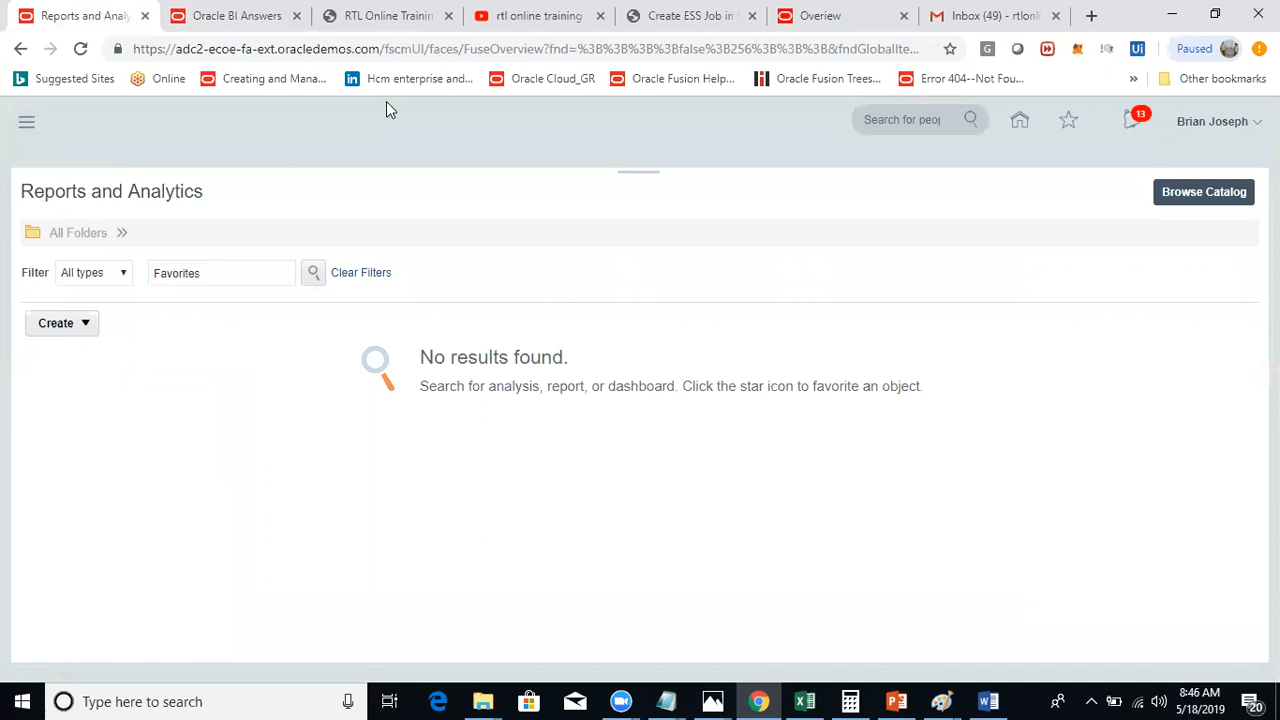 Reports and Analy
Oracle BI Answers
RTL Online Trainin
rtl online training
Create ESS Job in
Overiew
Inbox (49) - rtlonli
https://adc2-ecoe-fa-ext.oracledemos.com/fscmUI/faces/FuseOverview?fnd=%3B%3B%3B%3Bfalse%3B256%3B%3B%3B&fndGlobalIte...
Paused
Suggested Sites
Online
Creating and Mana...
Hcm enterprise and...
Oracle Cloud_GR
Oracle Fusion Help...
Oracle Fusion Trees...
Error 404--Not Fou...
Other bookmarks
Search for peop
13
Brian Joseph
Reports and Analytics
Browse Catalog
All Folders
Filter
All types
Favorites
Clear Filters
Create
No results found.
Search for analysis, report, or dashboard. Click the star icon to favorite an object.
Type here to search
8:46 AM
5/18/2019
20